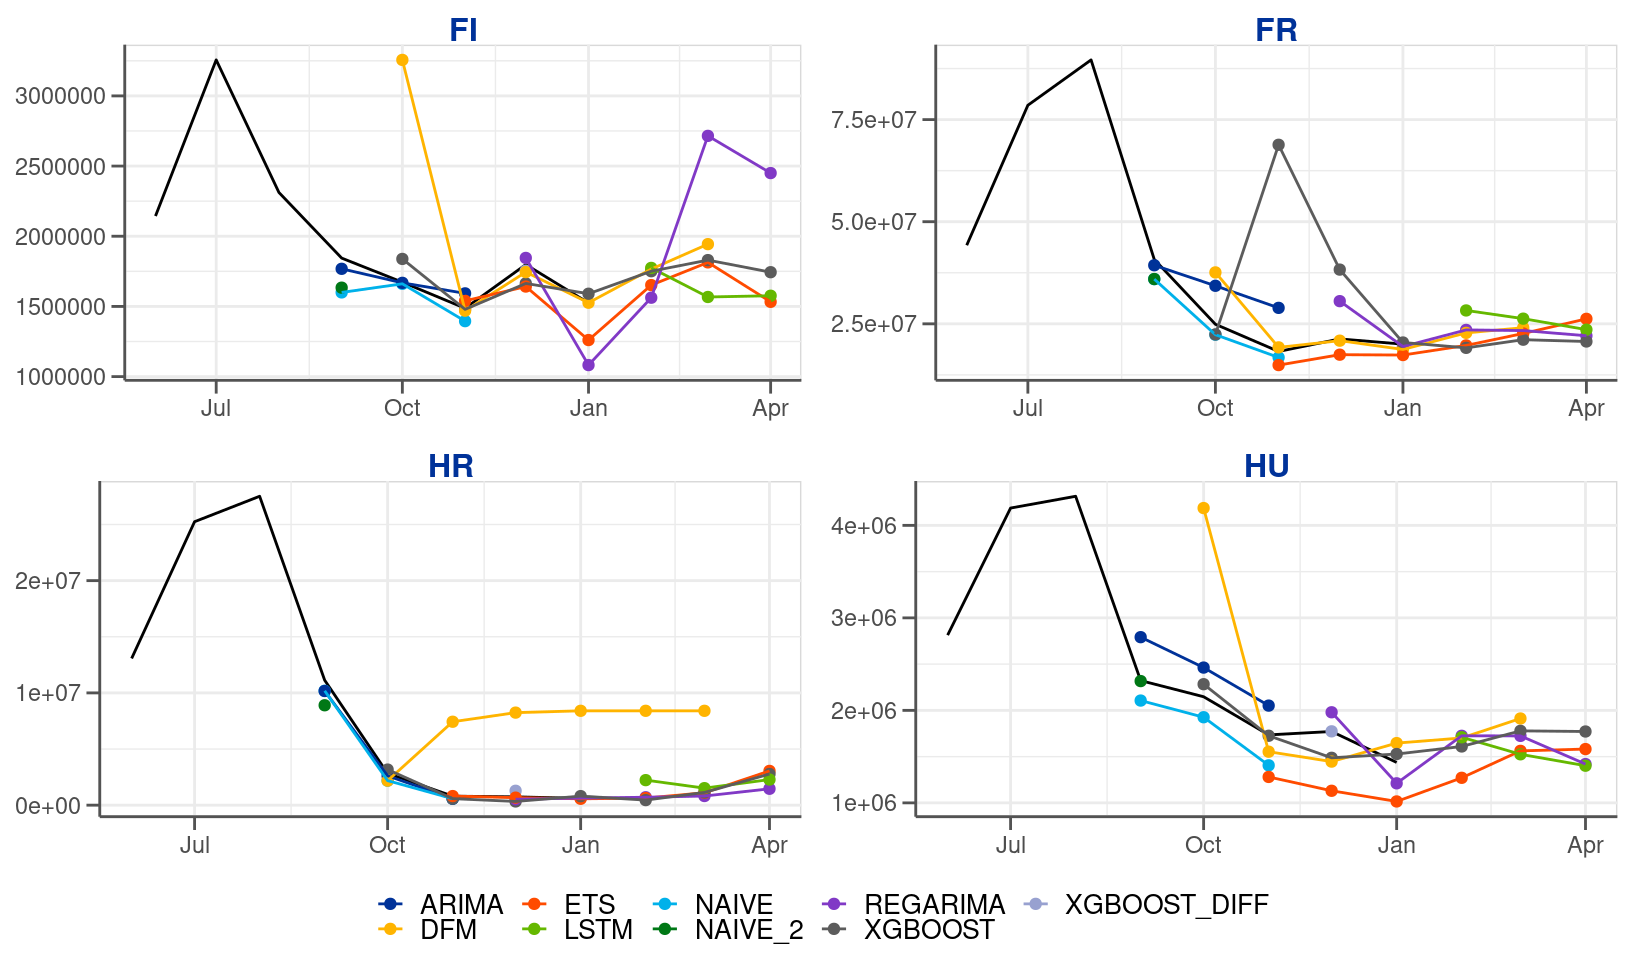 FI
FR
3000000
2500000
2000000
1500000
1000000
Jul Oct Jan Apr
7.5e+07
5.0e+07
2.5e+07
Jul Oct Jan Apr
HR
HU
2e+07
1e+07
0e+00
Jul Oct Jan Apr
4e+06
3e+06
2e+06
1e+06
Jul Oct Jan Apr
ARIMA ETS NAIVE REGARIMA XGBOOST_DIFF
DFM LSTM NAIVE_2 XGBOOST